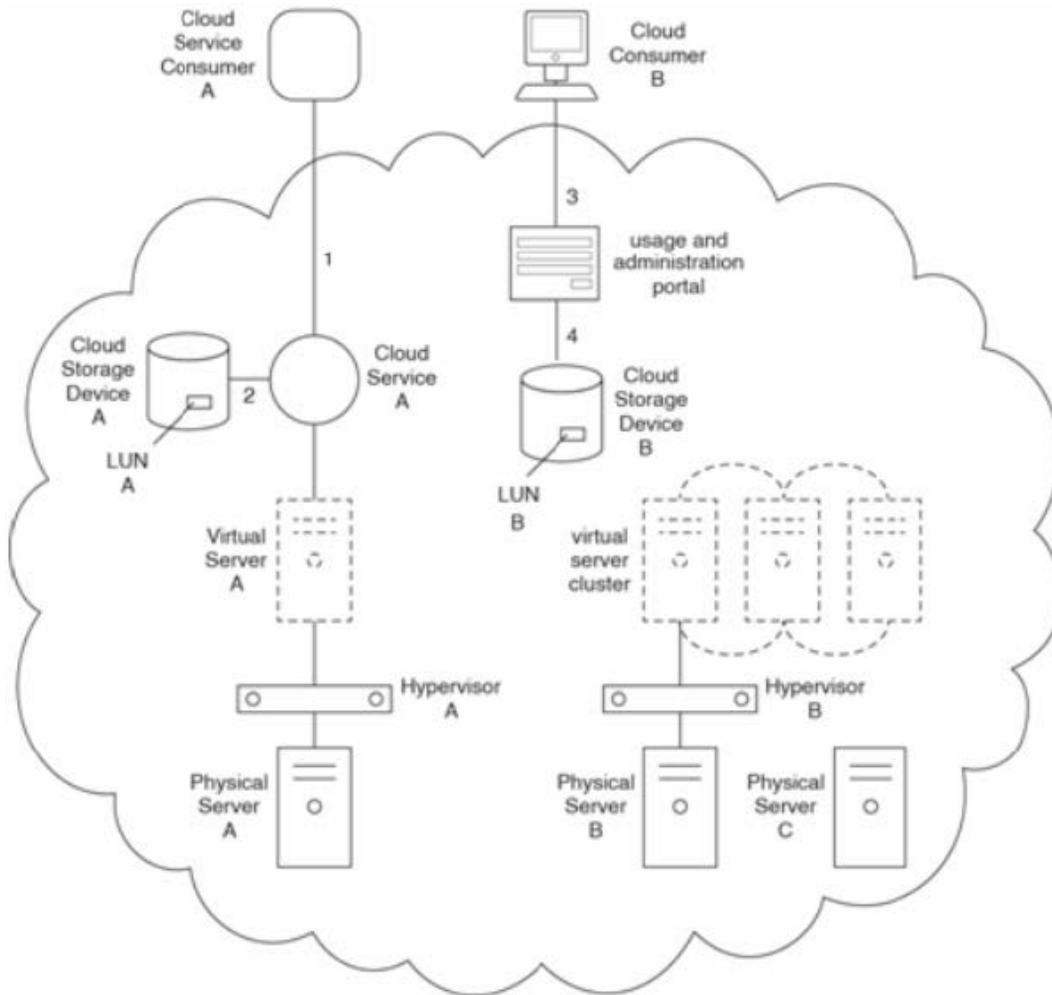 Cloud
Service
Consumer
A
Cloud
Consumer
B
3
usage and
administration
portal
1
4
Cloud
Storage
Device
A
2
Cloud
Service
A
Cloud
Storage
Device
B
LUN
A
LUN
B
Virtual
Server
A
virtual
server
cluster
Hypervisor
A
Hypervisor
B
Physical
Server
A
Physical
Server
B
Physical
Server
C